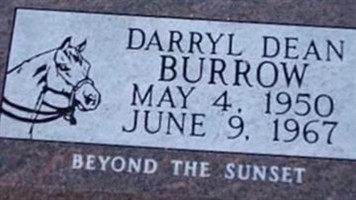 DARRYL DEAN
BURROW
MAY 4, 1950
JUNE 9, 1967
BEYOND THE SUNSET